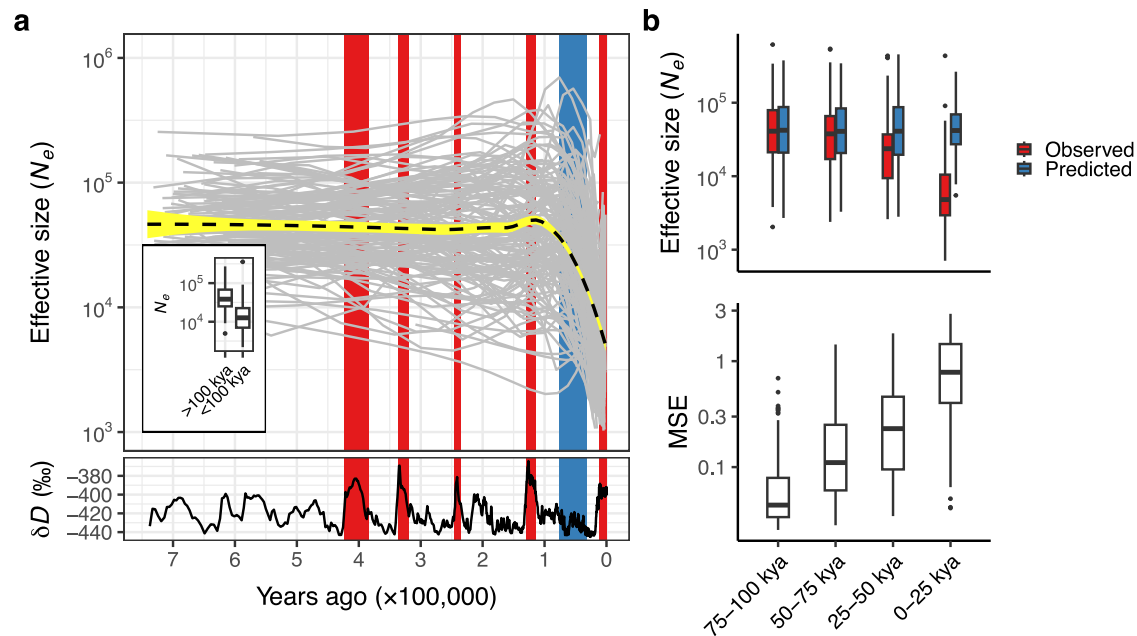 a
Effective size (Nₑ)
10⁶
10⁵
10⁴
10³
Nₑ
10⁵
10⁴
>100 kya
<100 kya
δD (‰)
−380
−400
−420
−440
7 6 5 4 3 2 1 0
Years ago (×100,000)
b
Effective size (Nₑ)
10⁵
10⁴
10³
Observed
Predicted
MSE
3
1
0.3
0.1
75−100 kya
50−75 kya
25−50 kya
0−25 kya